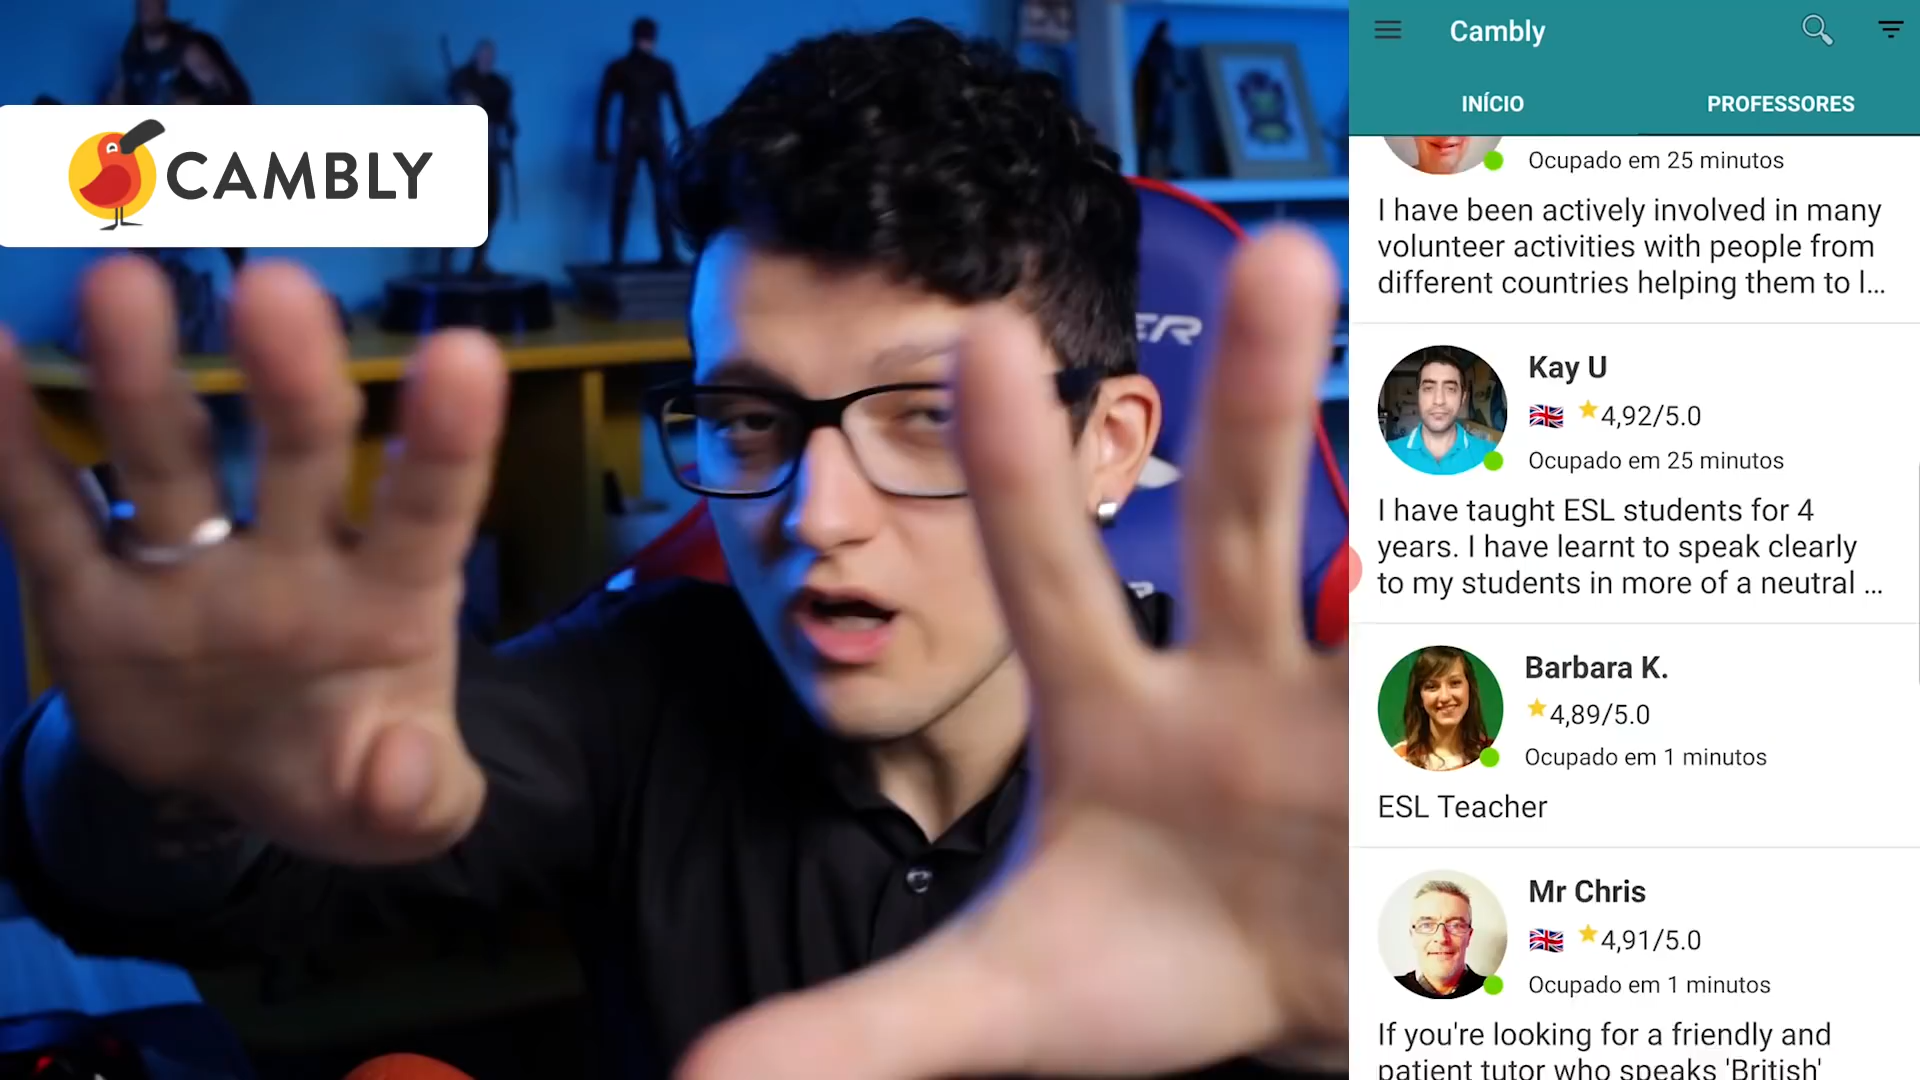 CAMBLY
ER
Cambly
INÍCIO
PROFESSORES
Ocupado em 25 minutos
I have been actively involved in many
volunteer activities with people from
different countries helping them to l...
Kay U
4,92/5.0
Ocupado em 25 minutos
I have taught ESL students for 4
years. I have learnt to speak clearly
to my students in more of a neutral ...
Barbara K.
4,89/5.0
Ocupado em 1 minutos
ESL Teacher
Mr Chris
4,91/5.0
Ocupado em 1 minutos
If you're looking for a friendly and
patient tutor who speaks 'British'